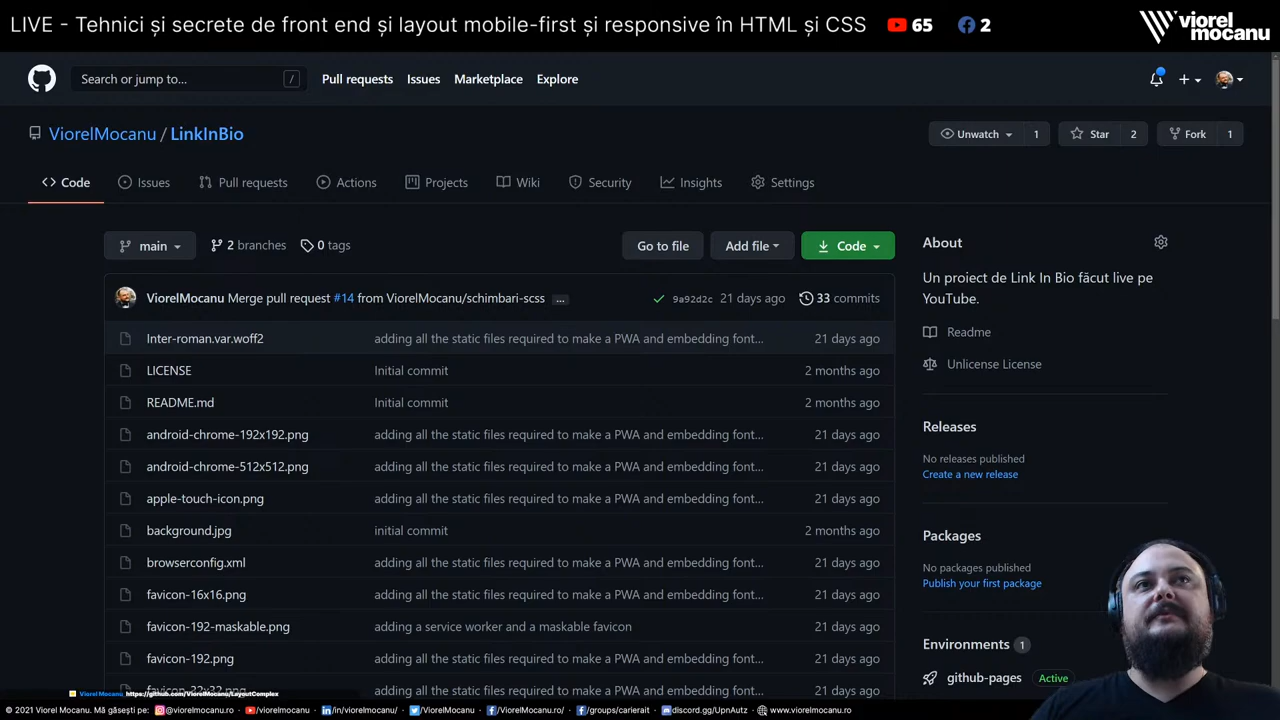 LIVE - Tehnici și secrete de front end și layout mobile-first și responsive în HTML și CSS 65 2
viorel mocanu
Search or jump to... / Pull requests Issues Marketplace Explore
ViorelMocanu / LinkInBio Unwatch 1 Star 2 Fork 1
Code Issues Pull requests Actions Projects Wiki Security Insights Settings
main 2 branches 0 tags Go to file Add file Code
ViorelMocanu Merge pull request #14 from ViorelMocanu/schimbari-scss ... 9a92d2c 21 days ago 33 commits
Inter-roman.var.woff2 adding all the static files required to make a PWA and embedding font... 21 days ago
LICENSE Initial commit 2 months ago
README.md Initial commit 2 months ago
android-chrome-192x192.png adding all the static files required to make a PWA and embedding font... 21 days ago
android-chrome-512x512.png adding all the static files required to make a PWA and embedding font... 21 days ago
apple-touch-icon.png adding all the static files required to make a PWA and embedding font... 21 days ago
background.jpg initial commit 2 months ago
browserconfig.xml adding all the static files required to make a PWA and embedding font... 21 days ago
favicon-16x16.png adding all the static files required to make a PWA and embedding font... 21 days ago
favicon-192-maskable.png adding a service worker and a maskable favicon 21 days ago
favicon-192.png adding all the static files required to make a PWA and embedding font... 21 days ago
favicon-32x32.png adding all the static files required to make a PWA and embedding font... 21 days ago
About
Un proiect de Link In Bio făcut live pe
YouTube.
Readme
Unlicense License
Releases
No releases published
Create a new release
Packages
No packages published
Publish your first package
Environments 1
github-pages Active
Viorel Mocanu https://github.com/ViorelMocanu/LayoutComplex
© 2021 Viorel Mocanu. Mă găsești pe: @viorelmocanu.ro /viorelmocanu /in/viorelmocanu/ /ViorelMocanu /ViorelMocanu.ro/ /groups/carierait discord.gg/UpnAutz www.viorelmocanu.ro